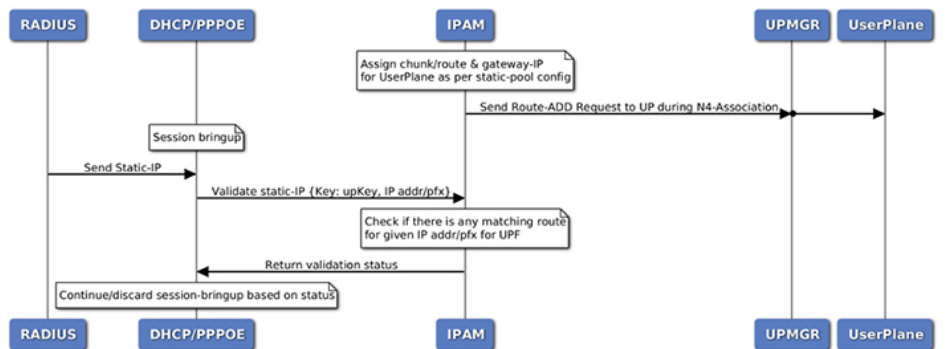 RADIUS
DHCP/PPPOE
IPAM
UPMGR
UserPlane
Assign chunk/route & gateway-IP
for UserPlane as per static-pool config
Send Route-ADD Request to UP during N4-Association
Session bringup
Send Static-IP
Validate static-IP {Key: upKey, IP addr/pfx}
Check if there is any matching route
for given IP addr/pfx for UPF
Return validation status
Continue/discard session-bringup based on status
RADIUS
DHCP/PPPOE
IPAM
UPMGR
UserPlane